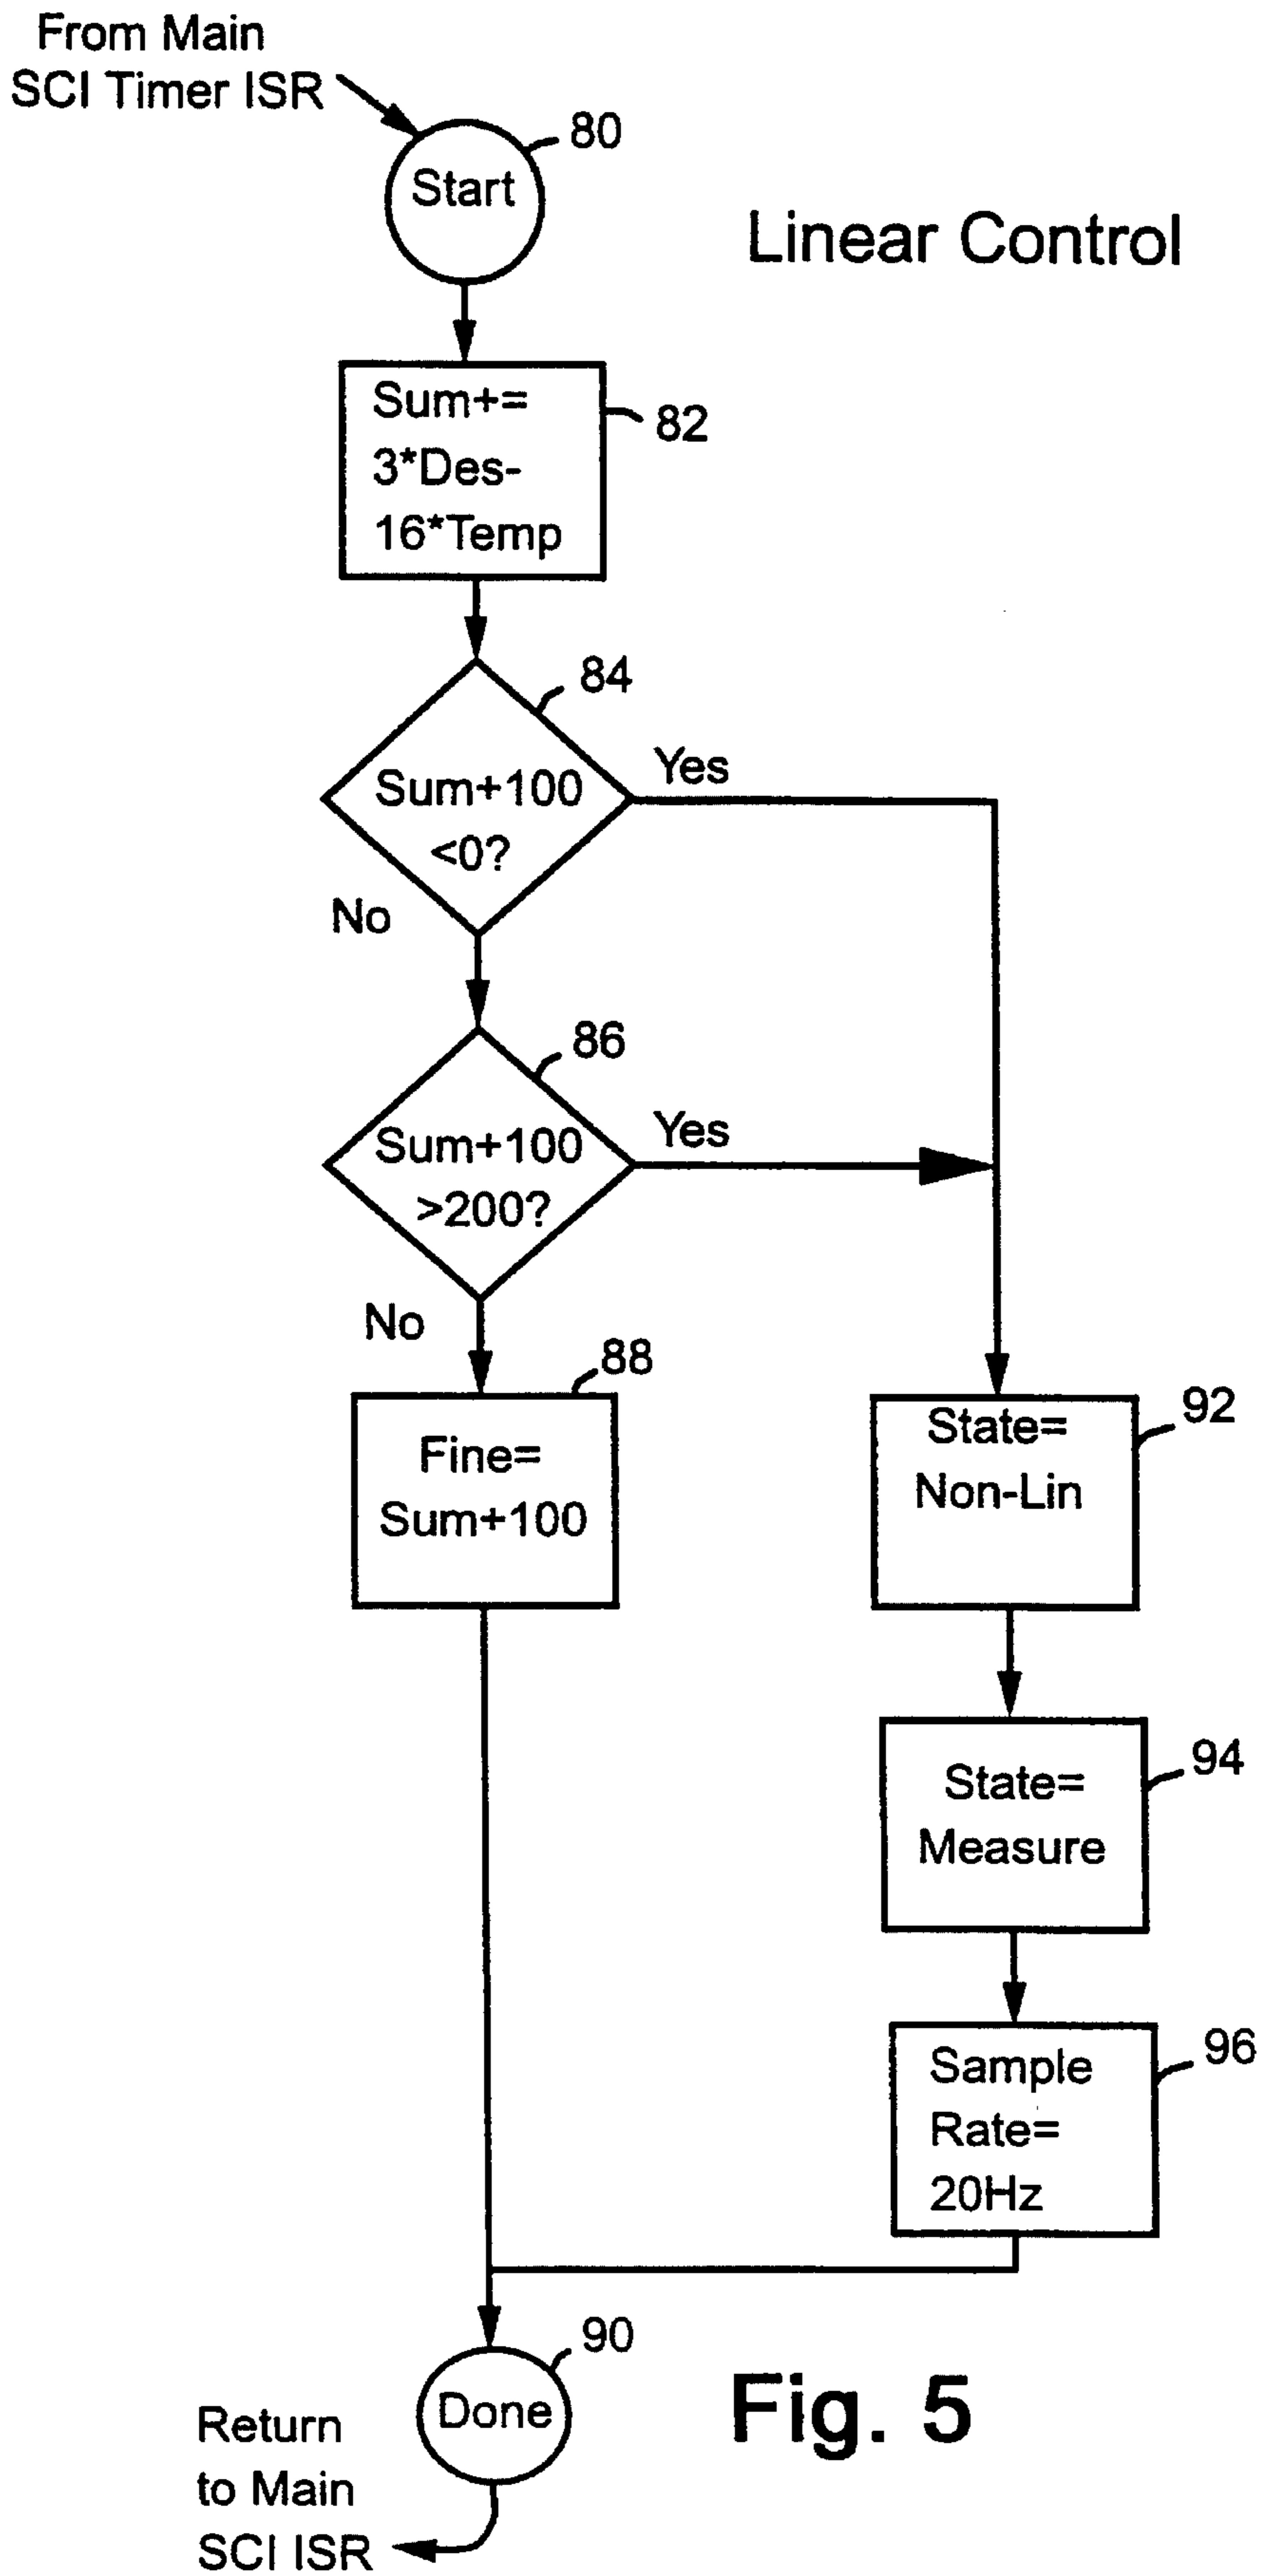 From Main
SCI Timer ISR
80
Start
Linear Control
Sum+=
3*Des-
16*Temp
82
84
Sum+100
<0?
Yes
No
86
Sum+100
>200?
Yes
No
88
Fine=
Sum+100
State=
Non-Lin
92
State=
Measure
94
Sample
Rate=
20Hz
96
90
Done
Return
to Main
SCI ISR
Fig. 5